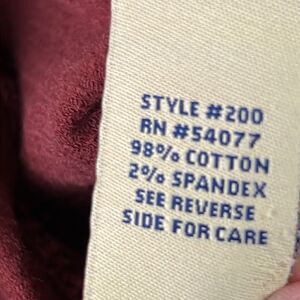 STYLE #200
RN #54077
98% COTTON
2% SPANDEX
SEE REVERSE
SIDE FOR CARE